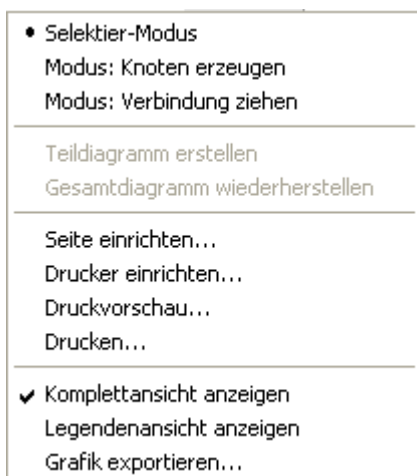 Selektier-Modus
Modus: Knoten erzeugen
Modus: Verbindung ziehen
Teildiagramm erstellen
Gesamtdiagramm wiederherstellen
Seite einrichten...
Drucker einrichten...
Druckvorschau...
Drucken...
Komplettansicht anzeigen
Legendenansicht anzeigen
Grafik exportieren...